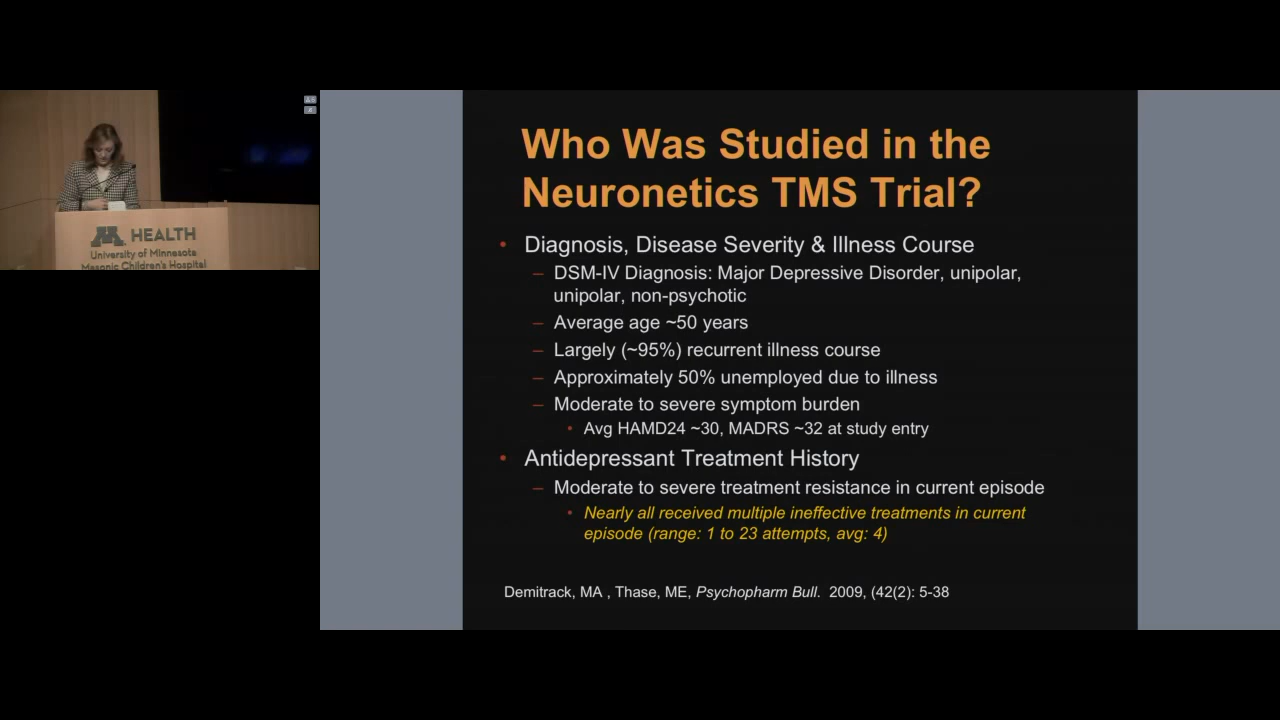 HEALTH
University of Minnesota
Masonic Children's Hospital
Who Was Studied in the
Neuronetics TMS Trial?
• Diagnosis, Disease Severity & Illness Course
– DSM-IV Diagnosis: Major Depressive Disorder, unipolar,
unipolar, non-psychotic
– Average age ~50 years
– Largely (~95%) recurrent illness course
– Approximately 50% unemployed due to illness
– Moderate to severe symptom burden
• Avg HAMD24 ~30, MADRS ~32 at study entry
• Antidepressant Treatment History
– Moderate to severe treatment resistance in current episode
• Nearly all received multiple ineffective treatments in current
episode (range: 1 to 23 attempts, avg: 4)
Demitrack, MA , Thase, ME, Psychopharm Bull. 2009, (42(2): 5-38